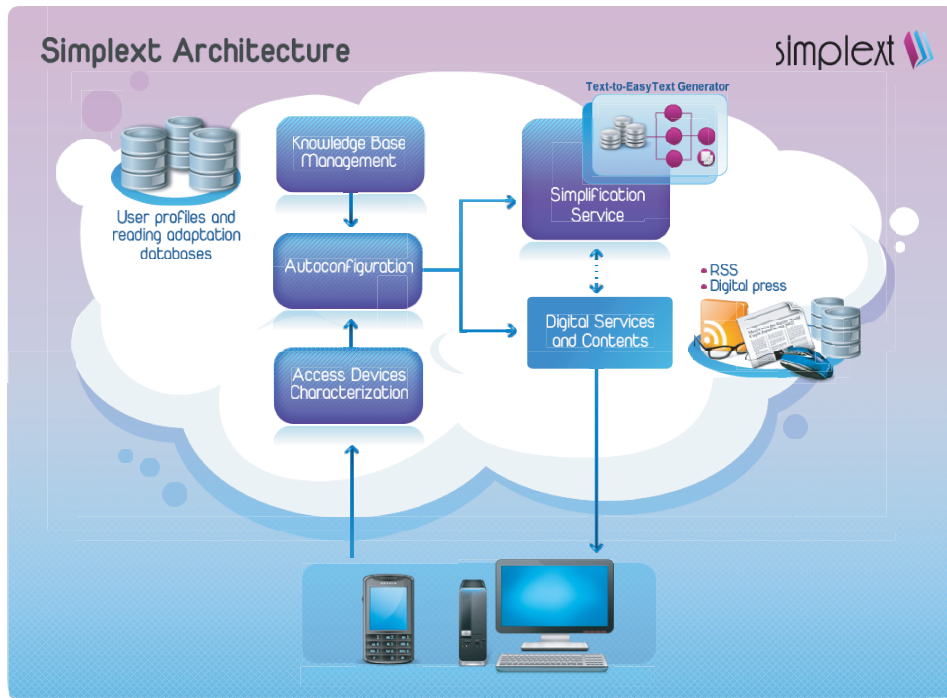 Simplext Architecture
simplext
Text-to-EasyText Generator
Knowledge Base
Management
User profiles and
reading adaptation
databases
Simplification
Service
Autoconfiguration
RSS
Digital press
Digital Services
and Contents
Access Devices
Characterization